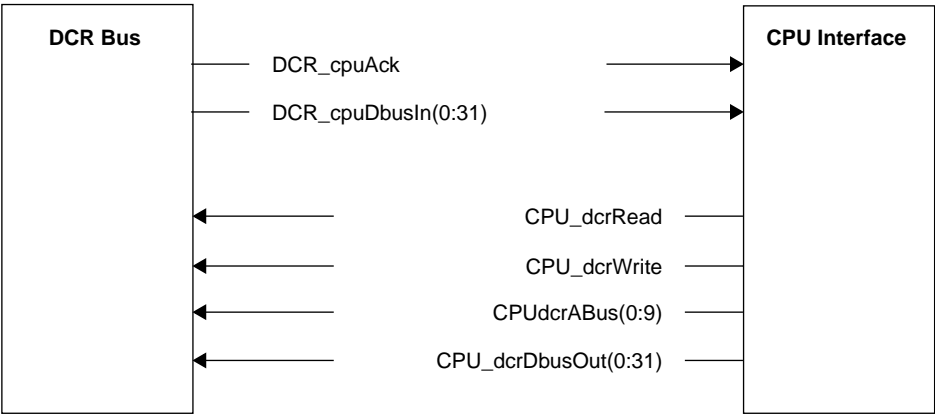 DCR Bus
CPU Interface
DCR_cpuAck
DCR_cpuDbusIn(0:31)
CPU_dcrRead
CPU_dcrWrite
CPUdcrABus(0:9)
CPU_dcrDbusOut(0:31)